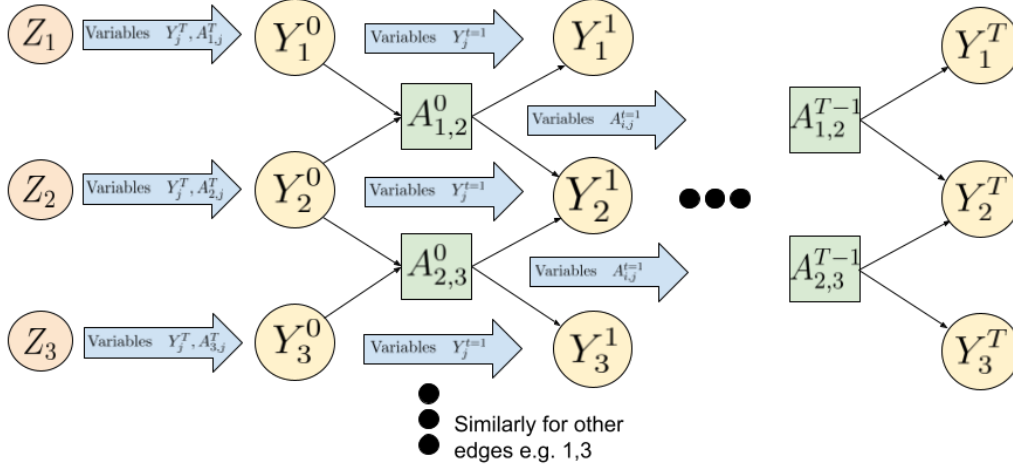 Z_1 Variables Y_j^T, A_{1,j}^T Y_1^0 Variables Y_j^{t=1} Y_1^1 Y_1^T
A_{1,2}^0 Variables A_{i,j}^{t=1} A_{1,2}^{T-1}
Z_2 Variables Y_j^T, A_{2,j}^T Y_2^0 Variables Y_j^{t=1} Y_2^1 Y_2^T
A_{2,3}^0 Variables A_{i,j}^{t=1} A_{2,3}^{T-1}
Z_3 Variables Y_j^T, A_{3,j}^T Y_3^0 Variables Y_j^{t=1} Y_3^1 Y_3^T
Similarly for other
edges e.g. 1,3